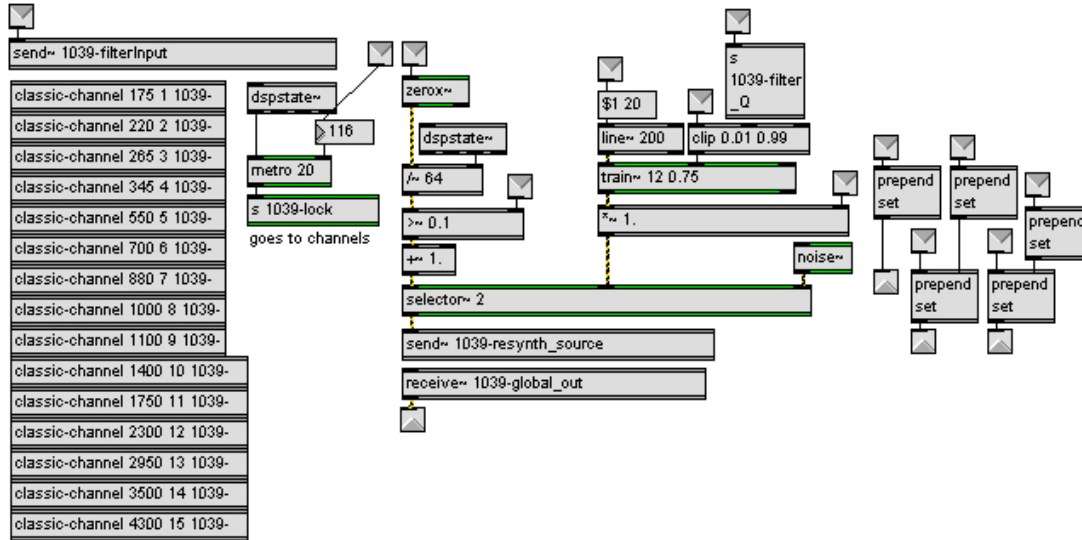 send~ 1039-filterInput
classic-channel 175 1 1039-
classic-channel 220 2 1039-
classic-channel 265 3 1039-
classic-channel 345 4 1039-
classic-channel 550 5 1039-
classic-channel 700 6 1039-
classic-channel 880 7 1039-
classic-channel 1000 8 1039-
classic-channel 1100 9 1039-
classic-channel 1400 10 1039-
classic-channel 1750 11 1039-
classic-channel 2300 12 1039-
classic-channel 2950 13 1039-
classic-channel 3500 14 1039-
classic-channel 4300 15 1039-
dspstate~
116
metro 20
s 1039-lock
goes to channels
zerox~
dspstate~
/~ 64
>~ 0.1
+~ 1.
$1 20
line~ 200
clip 0.01 0.99
train~ 12 0.75
*~ 1.
noise~
selector~ 2
send~ 1039-resynth_source
receive~ 1039-global_out
s
1039-filter
_Q
prepend
set
prepend
set
prepend
set
prepend
set
prepend
set